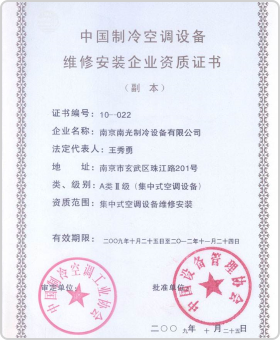 中国制冷空调设备
维修安装企业资质证书
（副 本）
证书编号：10—022
企业名称：南京南光制冷设备有限公司
法定代表人：王秀勇
地 址：南京市玄武区珠江路201号
类、级别：A类Ⅱ级（集中式空调设备）
资质范围：集中式空调设备维修安装
有效期限：二〇〇九年十月二十五日至二〇一二年十一月二十四日
审定单位：
批准单位：
中国制冷空调工业协会
中国设备管理协会
二〇〇九年十月二十五日